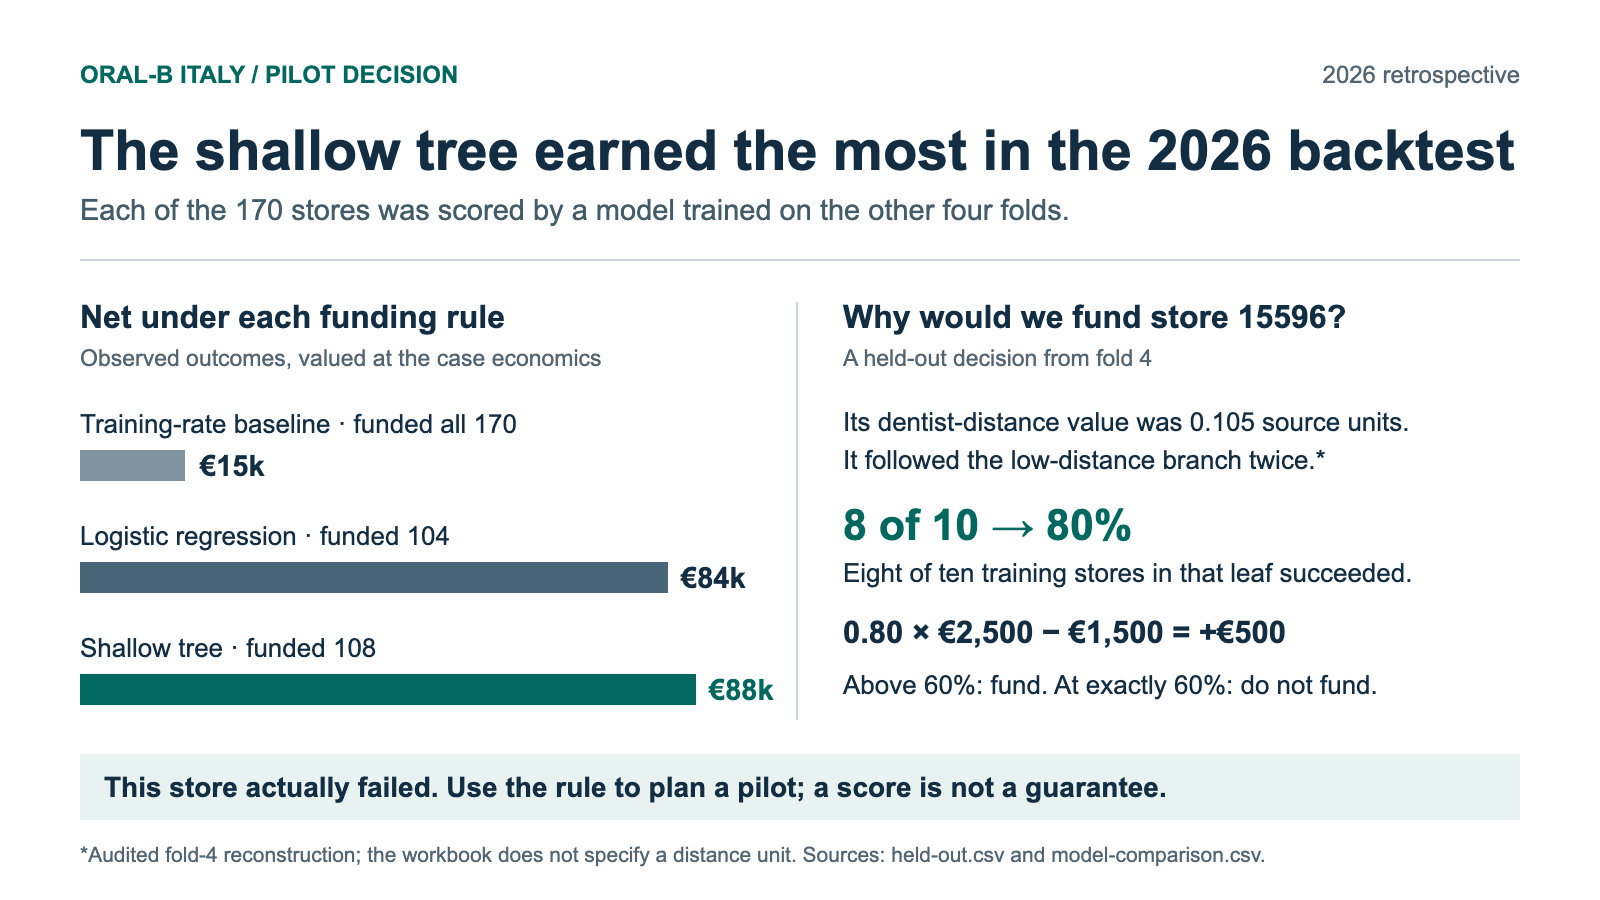 ORAL-B ITALY / PILOT DECISION
2026 retrospective
The shallow tree earned the most in the 2026 backtest
Each of the 170 stores was scored by a model trained on the other four folds.
Net under each funding rule
Observed outcomes, valued at the case economics
Training-rate baseline · funded all 170
€15k
Logistic regression · funded 104
€84k
Shallow tree · funded 108
€88k
Why would we fund store 15596?
A held-out decision from fold 4
Its dentist-distance value was 0.105 source units.
It followed the low-distance branch twice.*
8 of 10 → 80%
Eight of ten training stores in that leaf succeeded.
0.80 × €2,500 − €1,500 = +€500
Above 60%: fund. At exactly 60%: do not fund.
This store actually failed. Use the rule to plan a pilot; a score is not a guarantee.
*Audited fold-4 reconstruction; the workbook does not specify a distance unit. Sources: held-out.csv and model-comparison.csv.